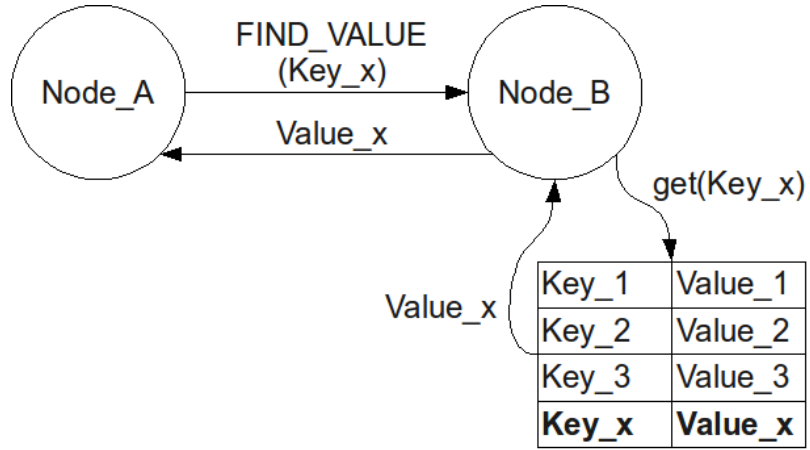 FIND_VALUE
(Key_x)
Node_A
Node_B
Value_x
get(Key_x)
Value_x
Key_1 Value_1
Key_2 Value_2
Key_3 Value_3
Key_x Value_x